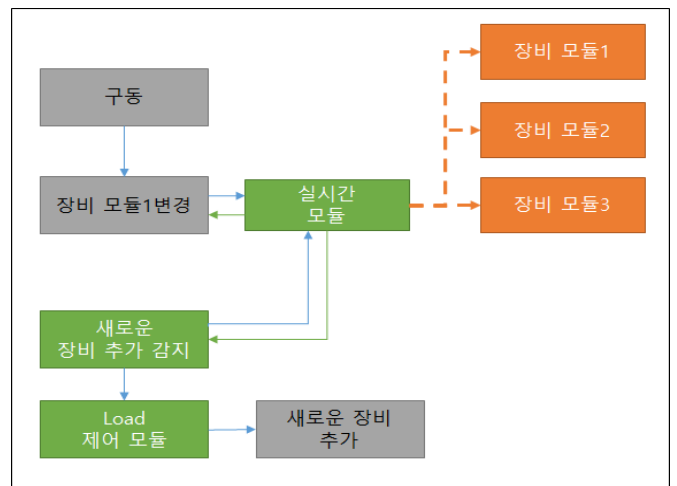 장비 모듈1
구동
장비 모듈2
장비 모듈1변경
실시간
모듈
장비 모듈3
새로운
장비 추가 감지
Load
제어 모듈
새로운 장비
추가